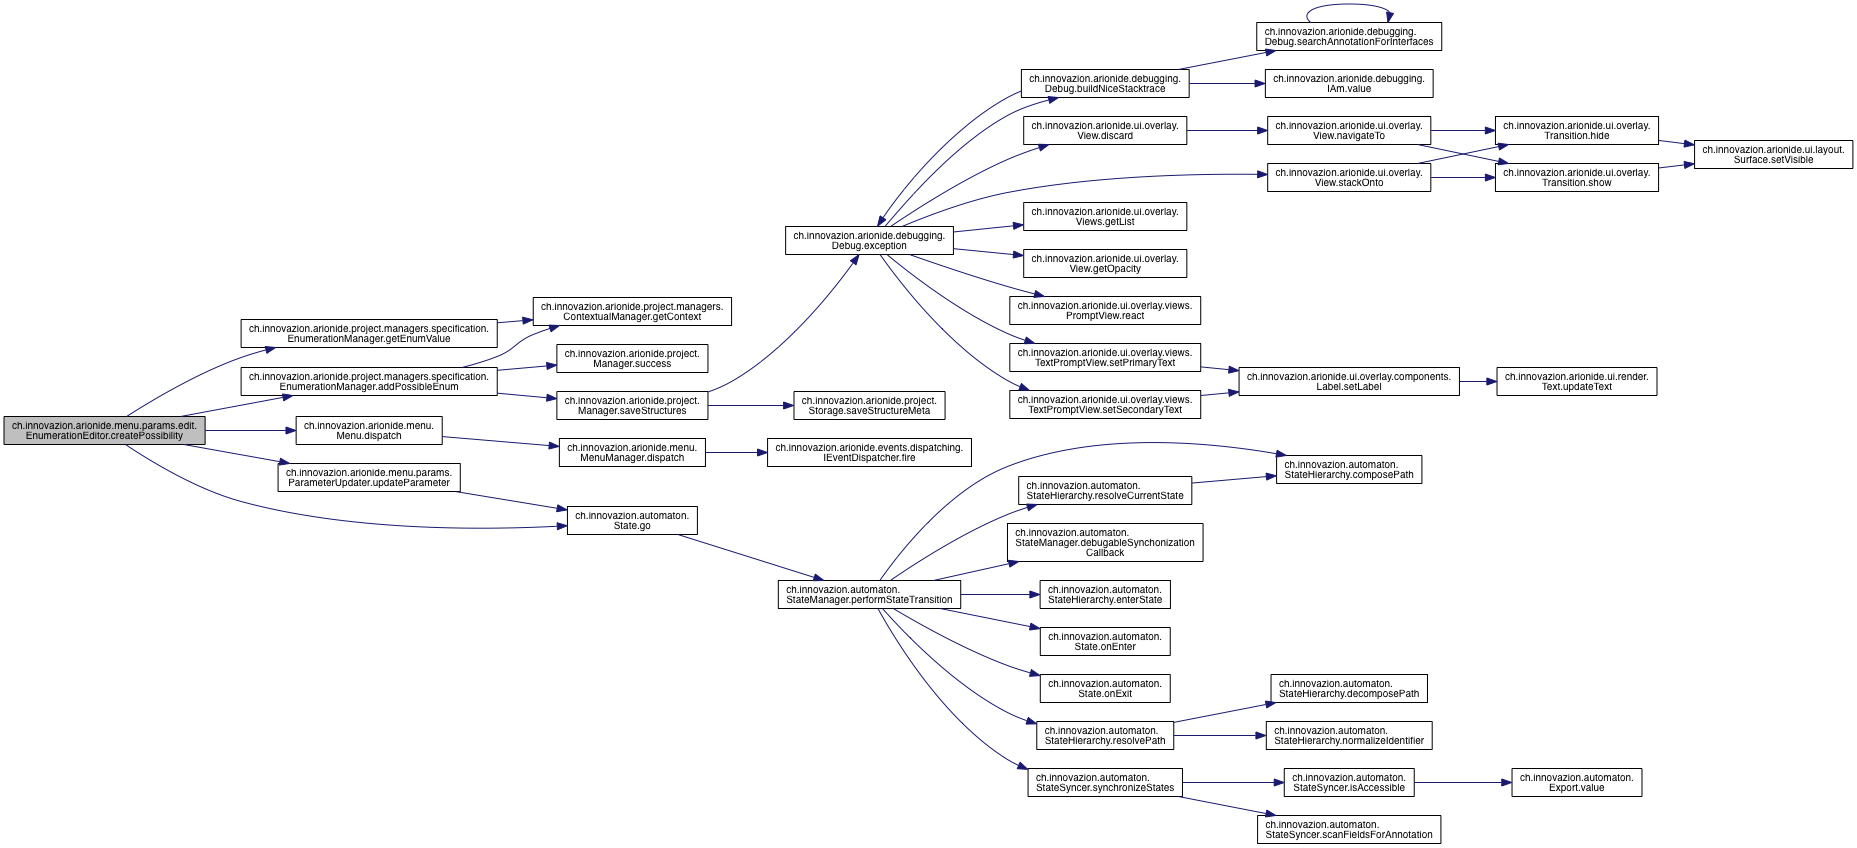 ch.innovazion.arionide.debugging.
Debug.searchAnnotationForInterfaces
ch.innovazion.arionide.debugging.
Debug.buildNiceStacktrace
ch.innovazion.arionide.debugging.
IAm.value
ch.innovazion.arionide.ui.overlay.
View.discard
ch.innovazion.arionide.ui.overlay.
View.navigateTo
ch.innovazion.arionide.ui.overlay.
Transition.hide
ch.innovazion.arionide.ui.layout.
Surface.setVisible
ch.innovazion.arionide.ui.overlay.
View.stackOnto
ch.innovazion.arionide.ui.overlay.
Transition.show
ch.innovazion.arionide.ui.overlay.
Views.getList
ch.innovazion.arionide.debugging.
Debug.exception
ch.innovazion.arionide.ui.overlay.
View.getOpacity
ch.innovazion.arionide.ui.overlay.views.
PromptView.react
ch.innovazion.arionide.project.managers.
ContextualManager.getContext
ch.innovazion.arionide.project.managers.specification.
EnumerationManager.getEnumValue
ch.innovazion.arionide.project.
Manager.success
ch.innovazion.arionide.ui.overlay.views.
TextPromptView.setPrimaryText
ch.innovazion.arionide.project.managers.specification.
EnumerationManager.addPossibleEnum
ch.innovazion.arionide.ui.overlay.components.
Label.setLabel
ch.innovazion.arionide.ui.render.
Text.updateText
ch.innovazion.arionide.project.
Manager.saveStructures
ch.innovazion.arionide.project.
Storage.saveStructureMeta
ch.innovazion.arionide.ui.overlay.views.
TextPromptView.setSecondaryText
ch.innovazion.arionide.menu.params.edit.
EnumerationEditor.createPossibility
ch.innovazion.arionide.menu.
Menu.dispatch
ch.innovazion.arionide.menu.
MenuManager.dispatch
ch.innovazion.arionide.events.dispatching.
IEventDispatcher.fire
ch.innovazion.arionide.menu.params.
ParameterUpdater.updateParameter
ch.innovazion.automaton.
StateHierarchy.composePath
ch.innovazion.automaton.
StateHierarchy.resolveCurrentState
ch.innovazion.automaton.
State.go
ch.innovazion.automaton.
StateManager.debugableSynchonization
Callback
ch.innovazion.automaton.
StateManager.performStateTransition
ch.innovazion.automaton.
StateHierarchy.enterState
ch.innovazion.automaton.
State.onEnter
ch.innovazion.automaton.
State.onExit
ch.innovazion.automaton.
StateHierarchy.decomposePath
ch.innovazion.automaton.
StateHierarchy.resolvePath
ch.innovazion.automaton.
StateHierarchy.normalizeIdentifier
ch.innovazion.automaton.
StateSyncer.synchronizeStates
ch.innovazion.automaton.
StateSyncer.isAccessible
ch.innovazion.automaton.
Export.value
ch.innovazion.automaton.
StateSyncer.scanFieldsForAnnotation